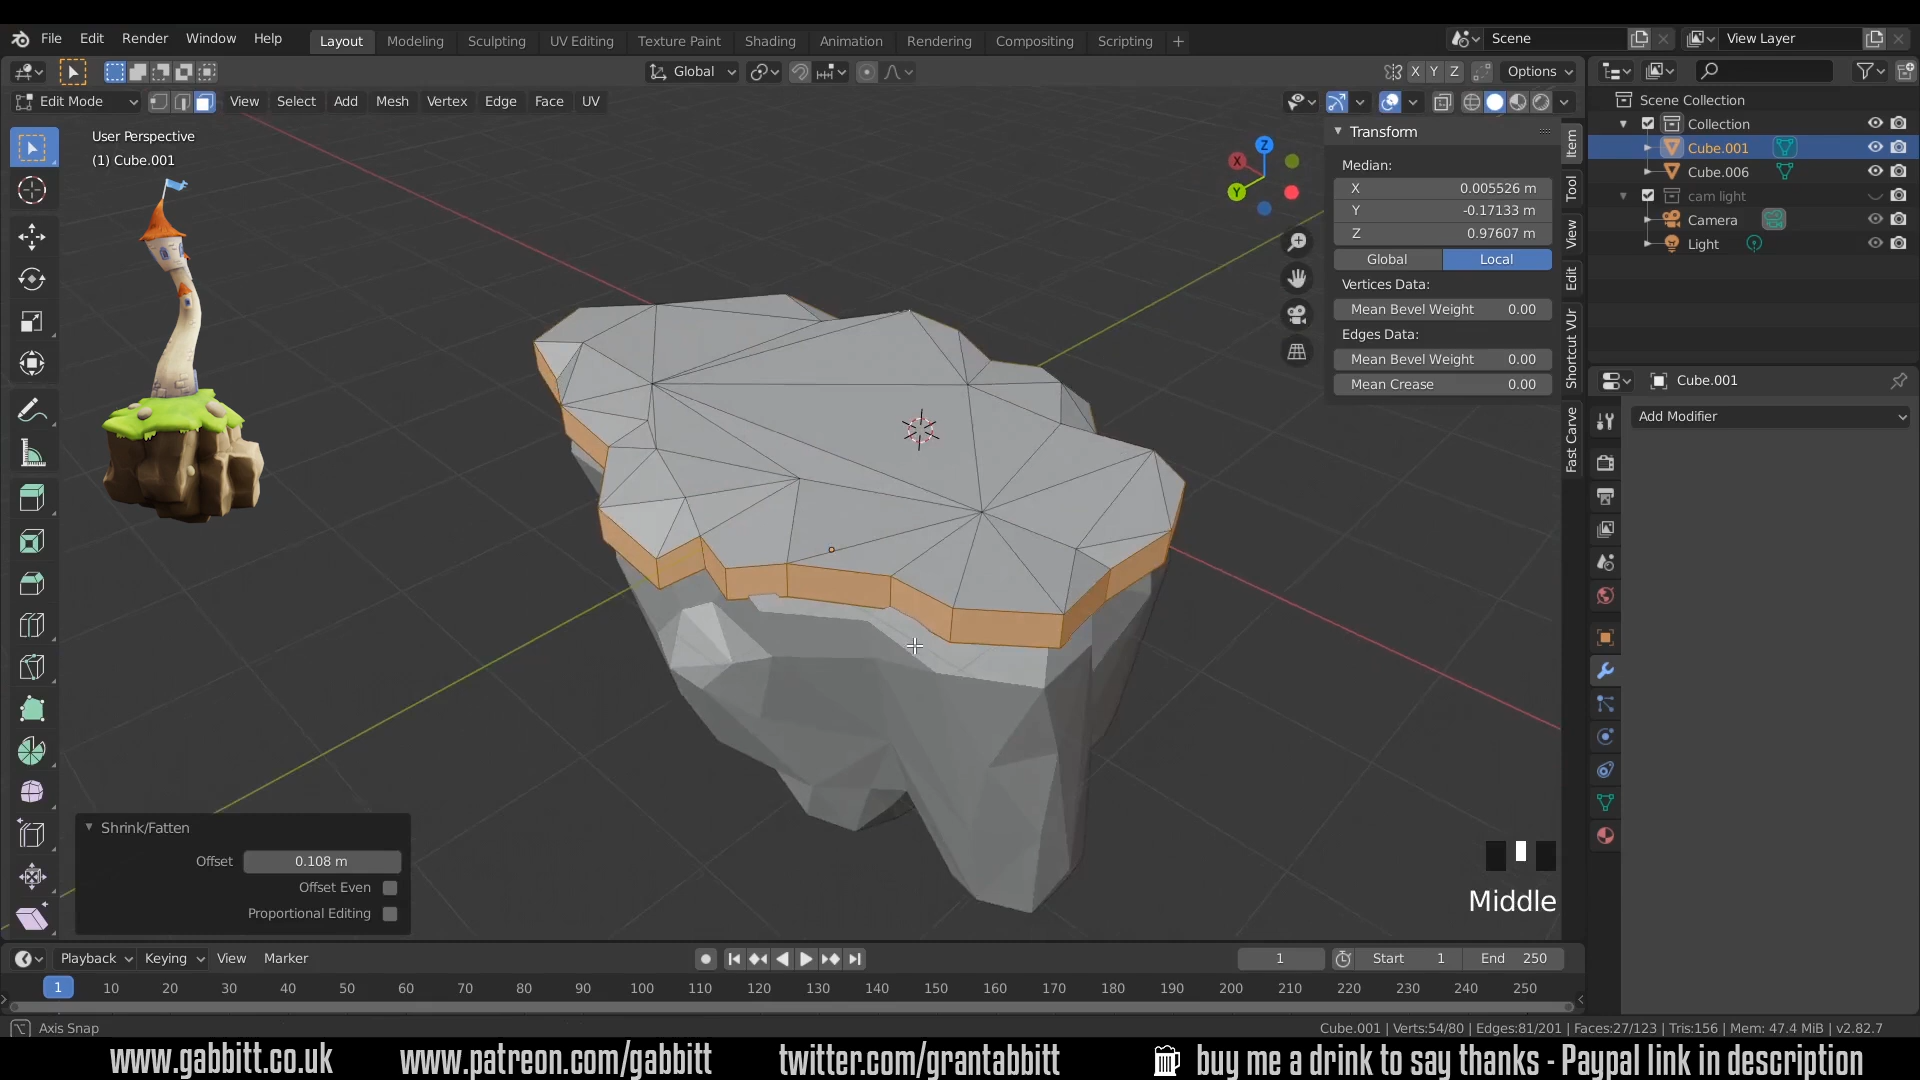 File Edit Render Window Help Layout Modeling Sculpting UV Editing Texture Paint Shading Animation Rendering Compositing Scripting + Scene View Layer
Global X Y Z Options
Edit Mode View Select Add Mesh Vertex Edge Face UV
User Perspective
(1) Cube.001
Transform
Median:
X 0.005526 m
Y -0.17133 m
Z 0.97607 m
Global Local
Vertices Data:
Mean Bevel Weight 0.00
Edges Data:
Mean Bevel Weight 0.00
Mean Crease 0.00
Item
Tool
View
Edit
Shortcut VUr
Fast Carve
X
Y
Z
Scene Collection
Collection
Cube.001
Cube.006
cam light
Camera
Light
Cube.001
Add Modifier
Shrink/Fatten
Offset 0.108 m
Offset Even
Proportional Editing
Middle
Playback Keying View Marker 1 Start 1 End 250
1 10 20 30 40 50 60 70 80 90 100 110 120 130 140 150 160 170 180 190 200 210 220 230 240 250
Axis Snap Cube.001 | Verts:54/80 | Edges:81/201 | Faces:27/123 | Tris:156 | Mem: 47.4 MiB | v2.82.7
www.gabbitt.co.uk www.patreon.com/gabbitt twitter.com/grantabbitt buy me a drink to say thanks - Paypal link in description